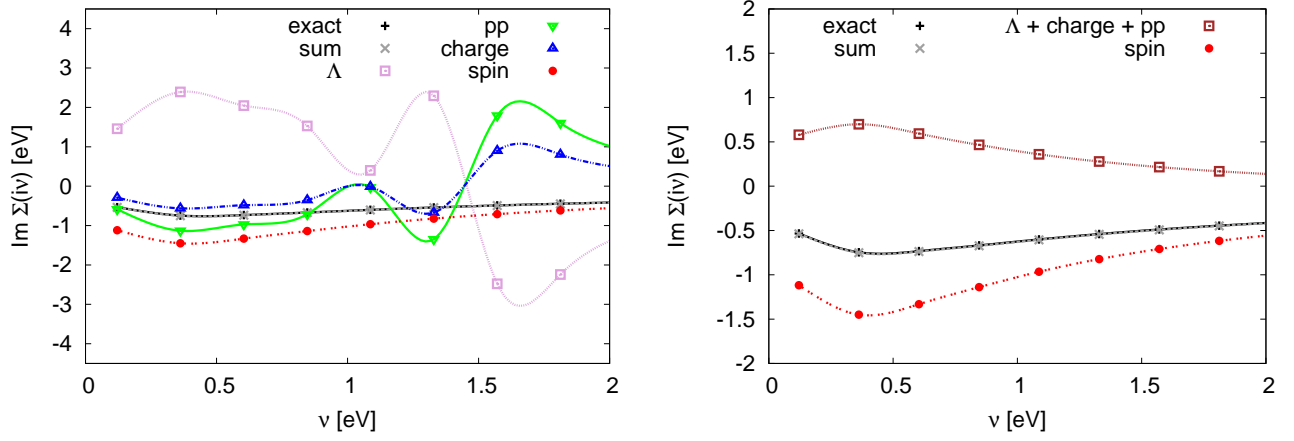 exact
sum
Λ
pp
charge
spin
4
3
2
1
0
-1
-2
-3
-4
Im Σ(iν) [eV]
0
0.5
1
1.5
2
ν [eV]
exact
sum
Λ + charge + pp
spin
2
1.5
1
0.5
0
-0.5
-1
-1.5
-2
Im Σ(iν) [eV]
0
0.5
1
1.5
2
ν [eV]